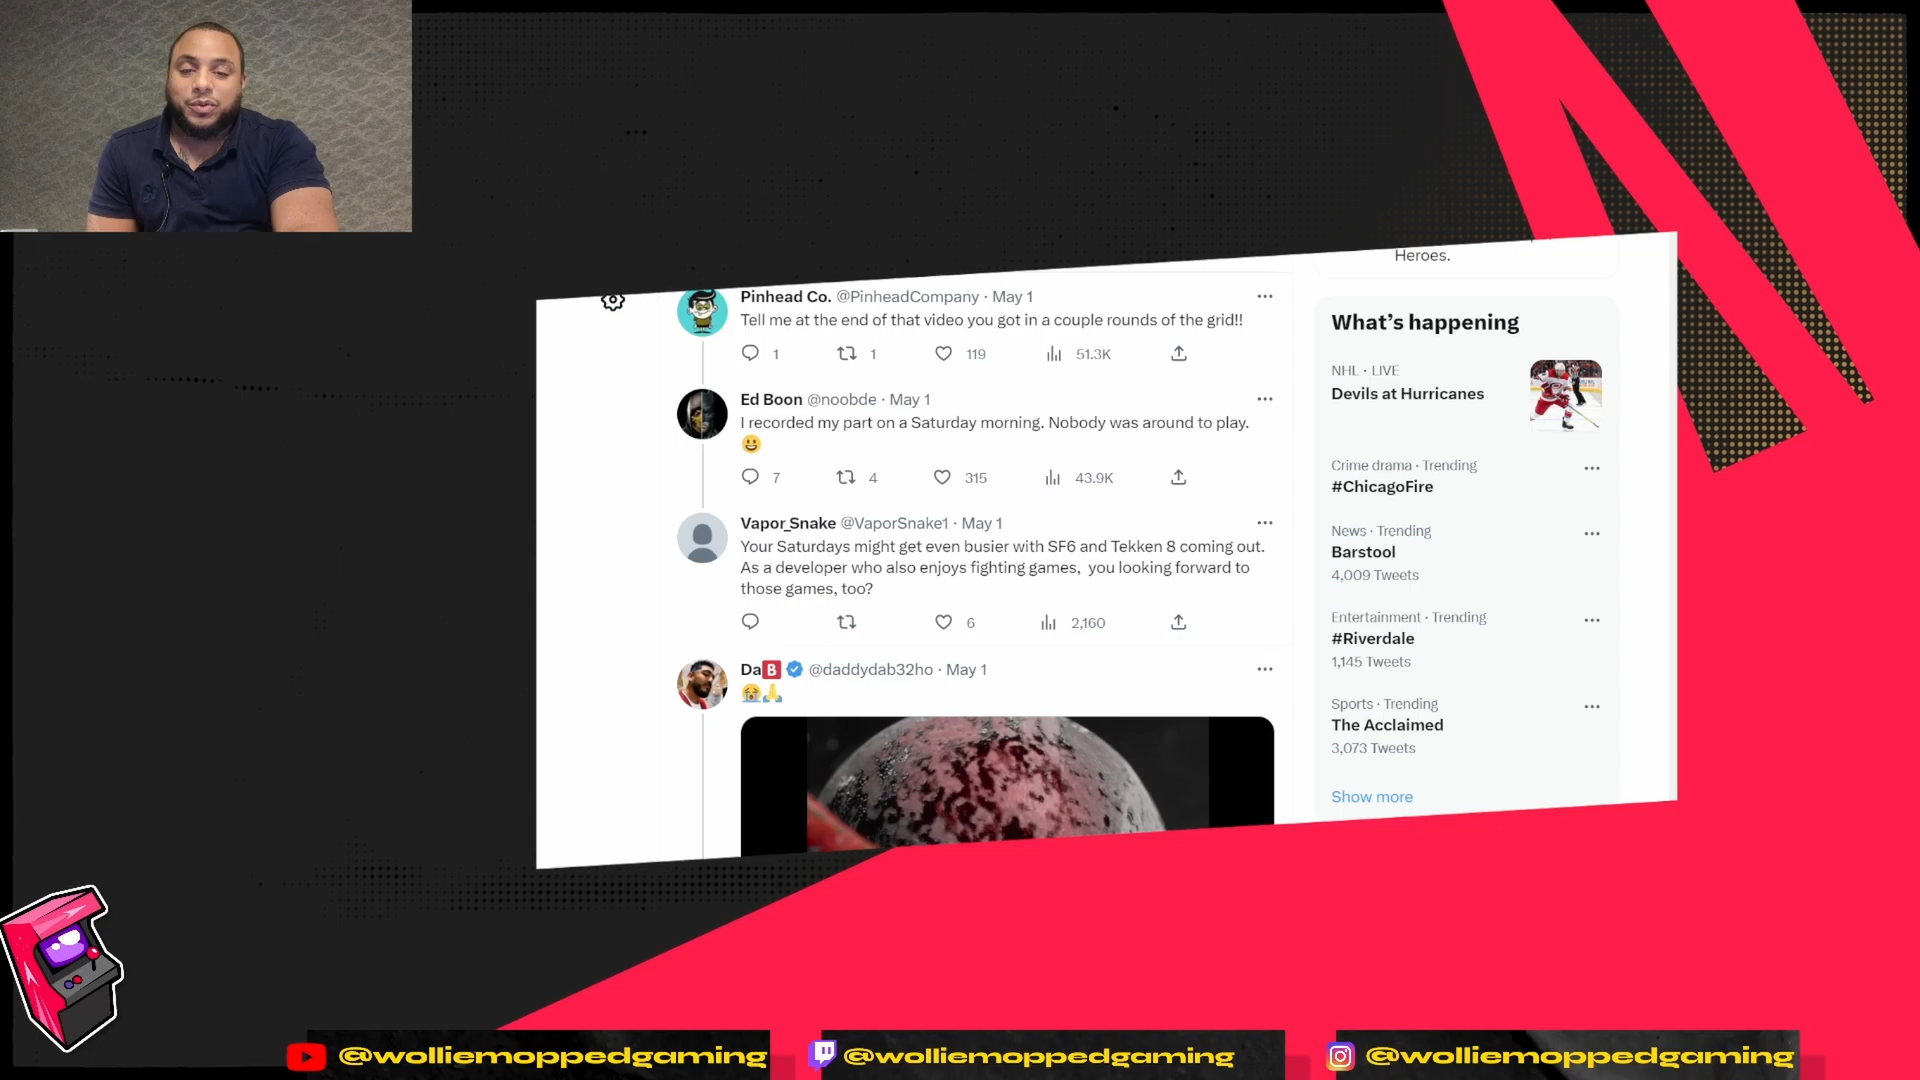 Pinhead Co. @PinheadCompany · May 1
Tell me at the end of that video you got in a couple rounds of the grid!!
1 1 119 51.3K
Ed Boon @noobde · May 1
I recorded my part on a Saturday morning. Nobody was around to play.
😀
7 4 315 43.9K
Vapor_Snake @VaporSnake1 · May 1
Your Saturdays might get even busier with SF6 and Tekken 8 coming out.
As a developer who also enjoys fighting games, you looking forward to
those games, too?
6 2,160
Da🅱 @daddydab32ho · May 1
😭🙏
Heroes.
What's happening
NHL · LIVE
Devils at Hurricanes
Crime drama · Trending
#ChicagoFire
News · Trending
Barstool
4,009 Tweets
Entertainment · Trending
#Riverdale
1,145 Tweets
Sports · Trending
The Acclaimed
3,073 Tweets
Show more
@wolliemoppedgaming
@wolliemoppedgaming
@wolliemoppedgaming